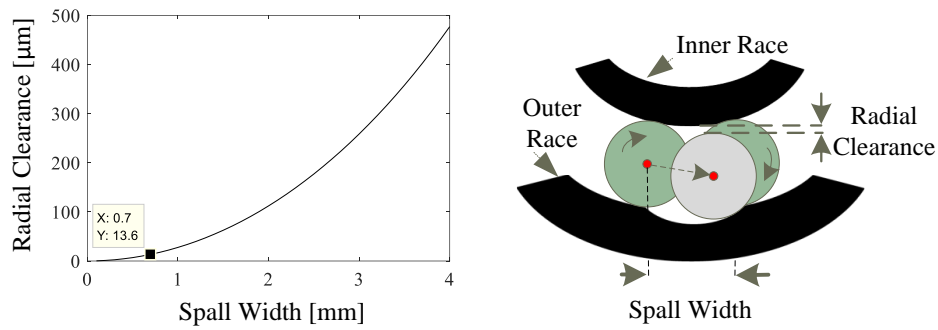 Radial Clearance [μm]
500
400
300
200
100
0
X: 0.7
Y: 13.6
0
1
2
3
4
Spall Width [mm]
Inner Race
Outer
Race
Radial
Clearance
Spall Width